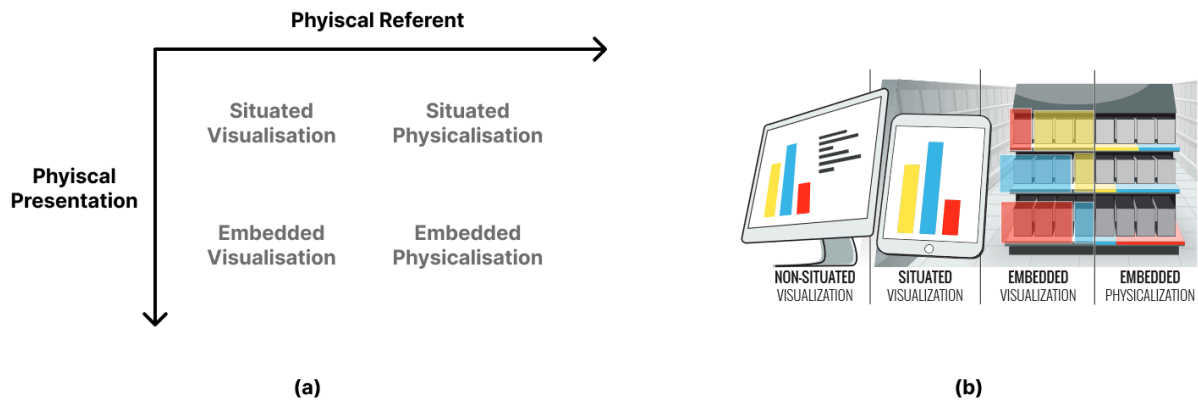 Phyiscal Referent
Phyiscal
Presentation
Situated
Visualisation
Situated
Physicalisation
Embedded
Visualisation
Embedded
Physicalisation
(a)
NON-SITUATED
VISUALIZATION
SITUATED
VISUALIZATION
EMBEDDED
VISUALIZATION
EMBEDDED
PHYSICALIZATION
(b)